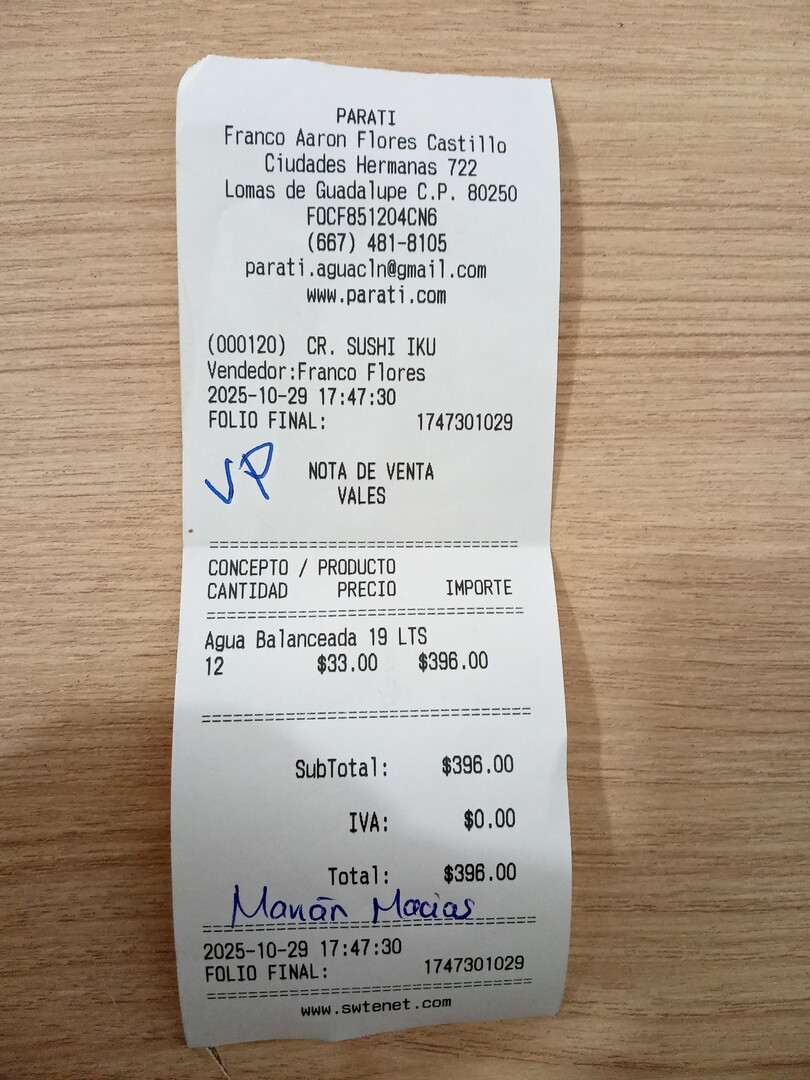 PARATI
Franco Aaron Flores Castillo
Ciudades Hermanas 722
Lomas de Guadalupe C.P. 80250
FOCF851204CN6
(667) 481-8105
parati.aguacln@gmail.com
www.parati.com
(000120) CR. SUSHI IKU
Vendedor:Franco Flores
2025-10-29 17:47:30
FOLIO FINAL: 1747301029
VP NOTA DE VENTA
VALES
==============================
CONCEPTO / PRODUCTO
CANTIDAD PRECIO IMPORTE
==============================
Agua Balanceada 19 LTS
12 $33.00 $396.00
==============================
SubTotal: $396.00
IVA: $0.00
Total: $396.00
Macias
==============================
2025-10-29 17:47:30
FOLIO FINAL: 1747301029
==============================
www.swtenet.com